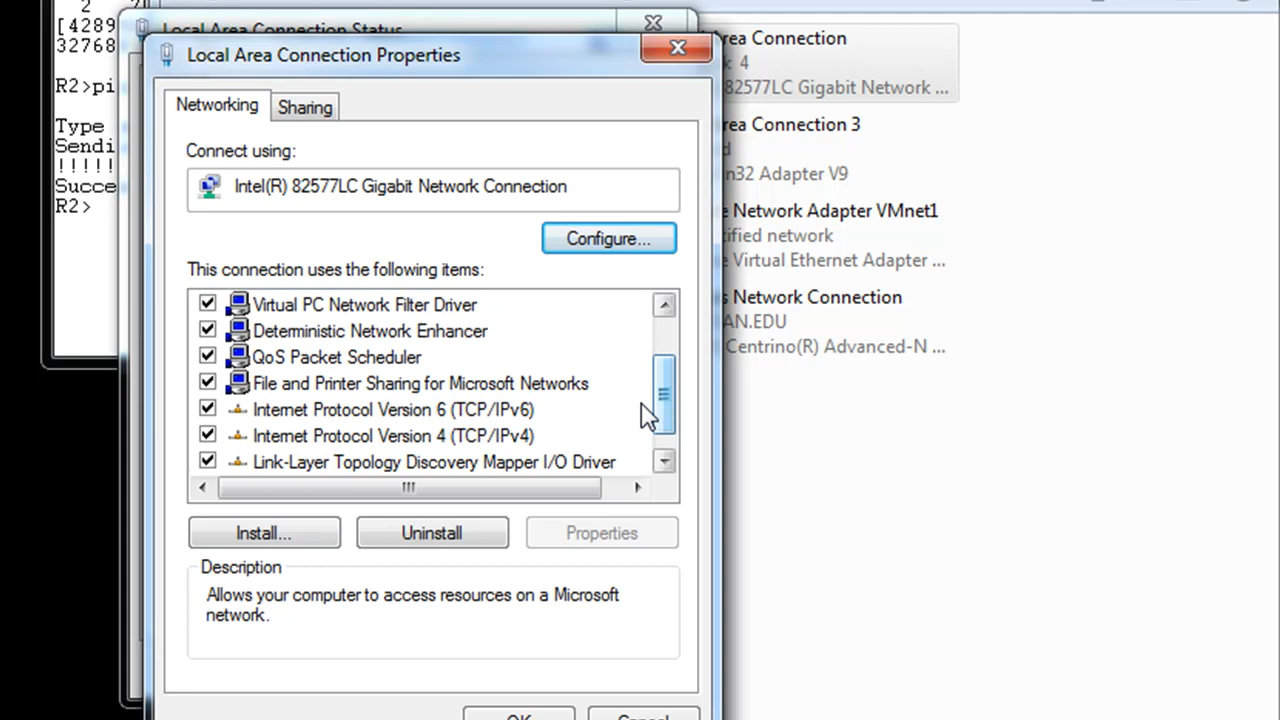 2
[4289
32768
R2>pi
Type
Sendi
!!!!!
Succe
R2>
Local Area Connection Status
Local Area Connection Properties
Networking
Sharing
Connect using:
Intel(R) 82577LC Gigabit Network Connection
Configure...
This connection uses the following items:
Virtual PC Network Filter Driver
Deterministic Network Enhancer
QoS Packet Scheduler
File and Printer Sharing for Microsoft Networks
Internet Protocol Version 6 (TCP/IPv6)
Internet Protocol Version 4 (TCP/IPv4)
Link-Layer Topology Discovery Mapper I/O Driver
Install...
Uninstall
Properties
Description
Allows your computer to access resources on a Microsoft
network.
OK
Cancel
rea Connection
k 4
82577LC Gigabit Network ...
rea Connection 3
d
n32 Adapter V9
e Network Adapter VMnet1
tified network
e Virtual Ethernet Adapter ...
s Network Connection
AN.EDU
Centrino(R) Advanced-N ...